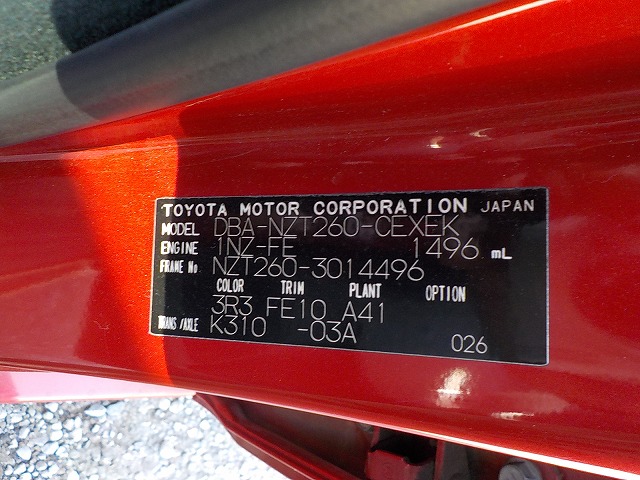 TOYOTA MOTOR CORPORATION JAPAN
MODEL DBA-NZT260-CEXEK
ENGINE 1NZ-FE 1496 mL
FRAME No NZT260-3014496
COLOR TRIM PLANT OPTION
3R3 FE10 A41
TRANS/AXLE K310 -03A
026